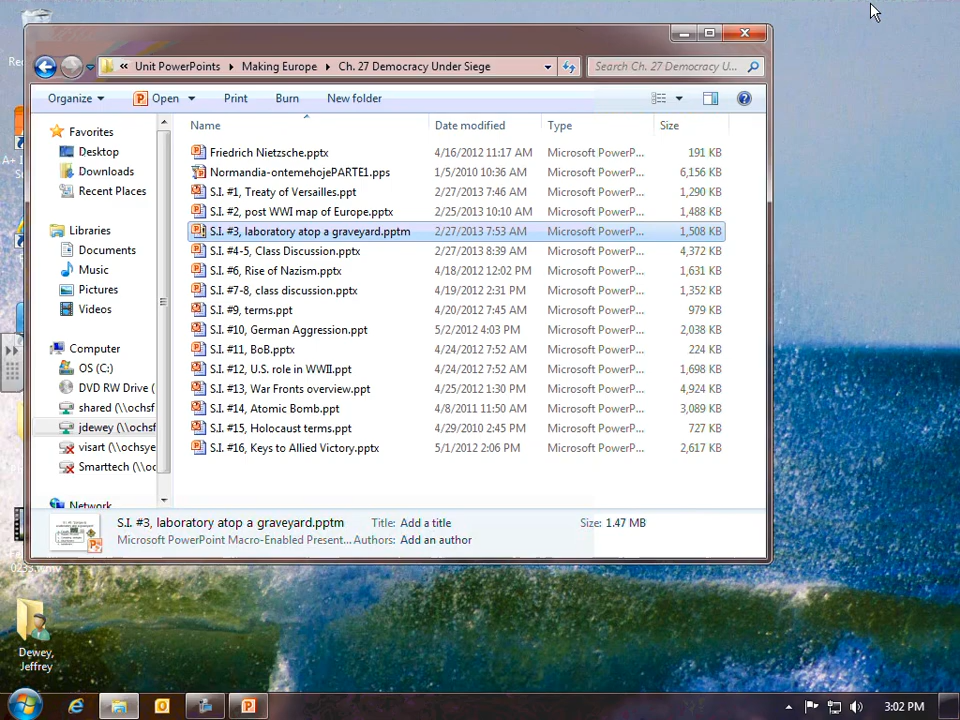 « Unit PowerPoints ▸ Making Europe ▸ Ch. 27 Democracy Under Siege Search Ch. 27 Democracy U...
Organize Open Print Burn New folder
Name Date modified Type Size
Favorites
Desktop
Downloads
Recent Places
Libraries
Documents
Music
Pictures
Videos
Computer
OS (C:)
DVD RW Drive (
shared (\\ochsf
jdewey (\\ochsf
visart (\\ochsye
Smarttech (\\oc
Network
Friedrich Nietzsche.pptx 4/16/2012 11:17 AM Microsoft PowerP... 191 KB
Normandia-ontemehojePARTE1.pps 1/5/2010 10:36 AM Microsoft PowerP... 6,156 KB
S.I. #1, Treaty of Versailles.ppt 2/27/2013 7:46 AM Microsoft PowerP... 1,290 KB
S.I. #2, post WWI map of Europe.pptx 2/25/2013 10:10 AM Microsoft PowerP... 1,488 KB
S.I. #3, laboratory atop a graveyard.pptm 2/27/2013 7:53 AM Microsoft PowerP... 1,508 KB
S.I. #4-5, Class Discussion.pptx 2/27/2013 8:39 AM Microsoft PowerP... 4,372 KB
S.I. #6, Rise of Nazism.pptx 4/18/2012 12:02 PM Microsoft PowerP... 1,631 KB
S.I. #7-8, class discussion.pptx 4/19/2012 2:31 PM Microsoft PowerP... 1,352 KB
S.I. #9, terms.ppt 4/20/2012 7:45 AM Microsoft PowerP... 979 KB
S.I. #10, German Aggression.ppt 5/2/2012 4:03 PM Microsoft PowerP... 2,038 KB
S.I. #11, BoB.pptx 4/24/2012 7:52 AM Microsoft PowerP... 224 KB
S.I. #12, U.S. role in WWII.ppt 4/24/2012 7:52 AM Microsoft PowerP... 1,698 KB
S.I. #13, War Fronts overview.ppt 4/25/2012 1:30 PM Microsoft PowerP... 4,924 KB
S.I. #14, Atomic Bomb.ppt 4/8/2011 11:50 AM Microsoft PowerP... 3,089 KB
S.I. #15, Holocaust terms.ppt 4/29/2010 2:45 PM Microsoft PowerP... 727 KB
S.I. #16, Keys to Allied Victory.pptx 5/1/2012 2:06 PM Microsoft PowerP... 2,617 KB
S.I. #3, laboratory atop a graveyard.pptm Title: Add a title Size: 1.47 MB
Microsoft PowerPoint Macro-Enabled Present... Authors: Add an author
Dewey,
Jeffrey
3:02 PM